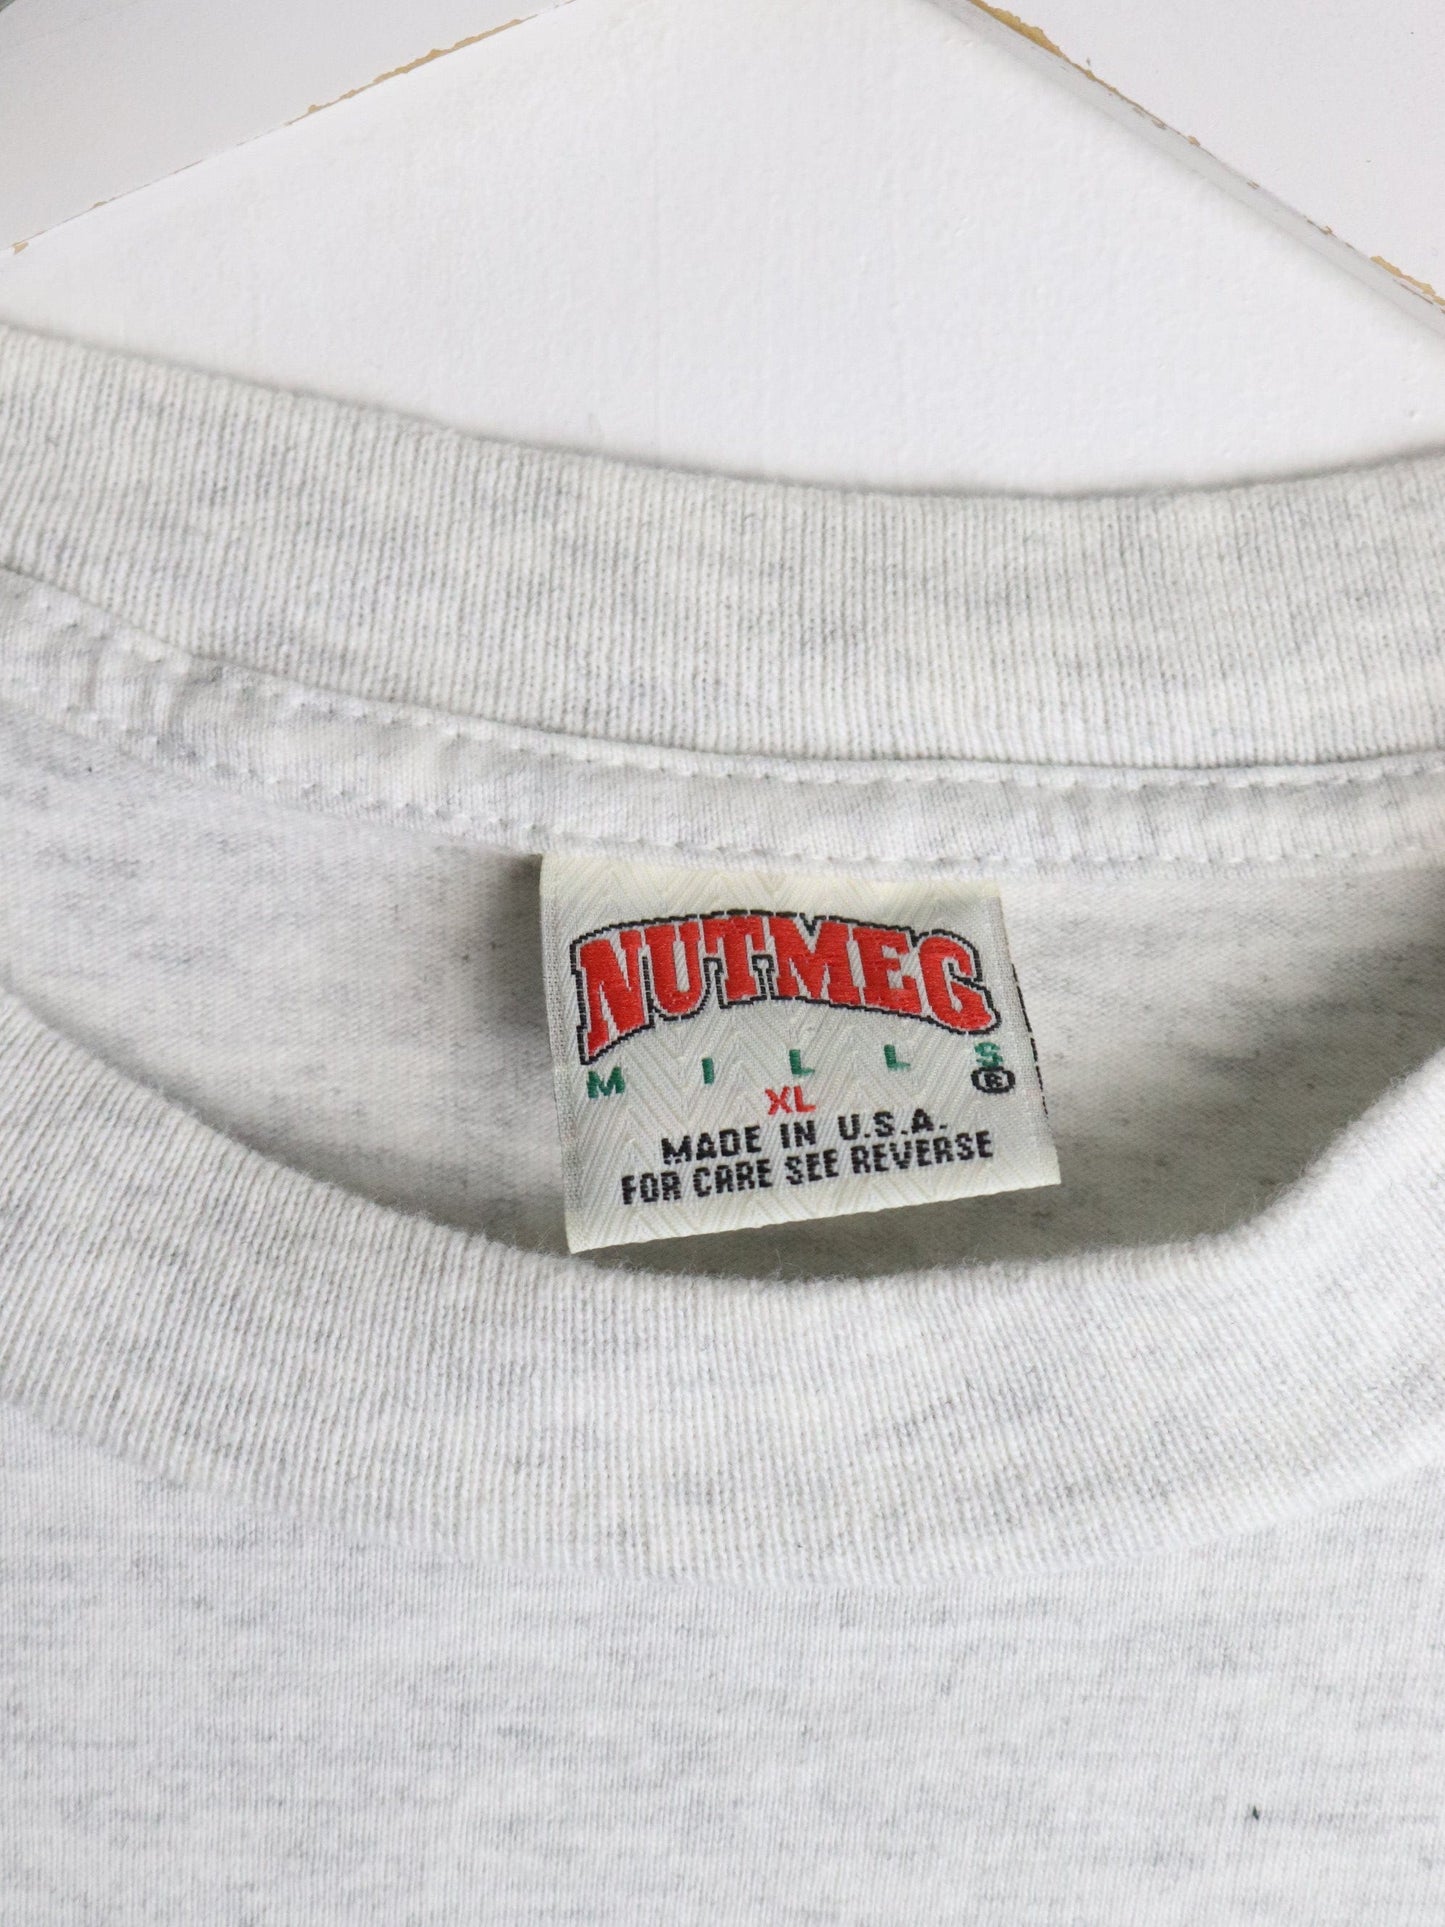 NUTMEG
MILLS®
XL
MADE IN U.S.A.
FOR CARE SEE REVERSE